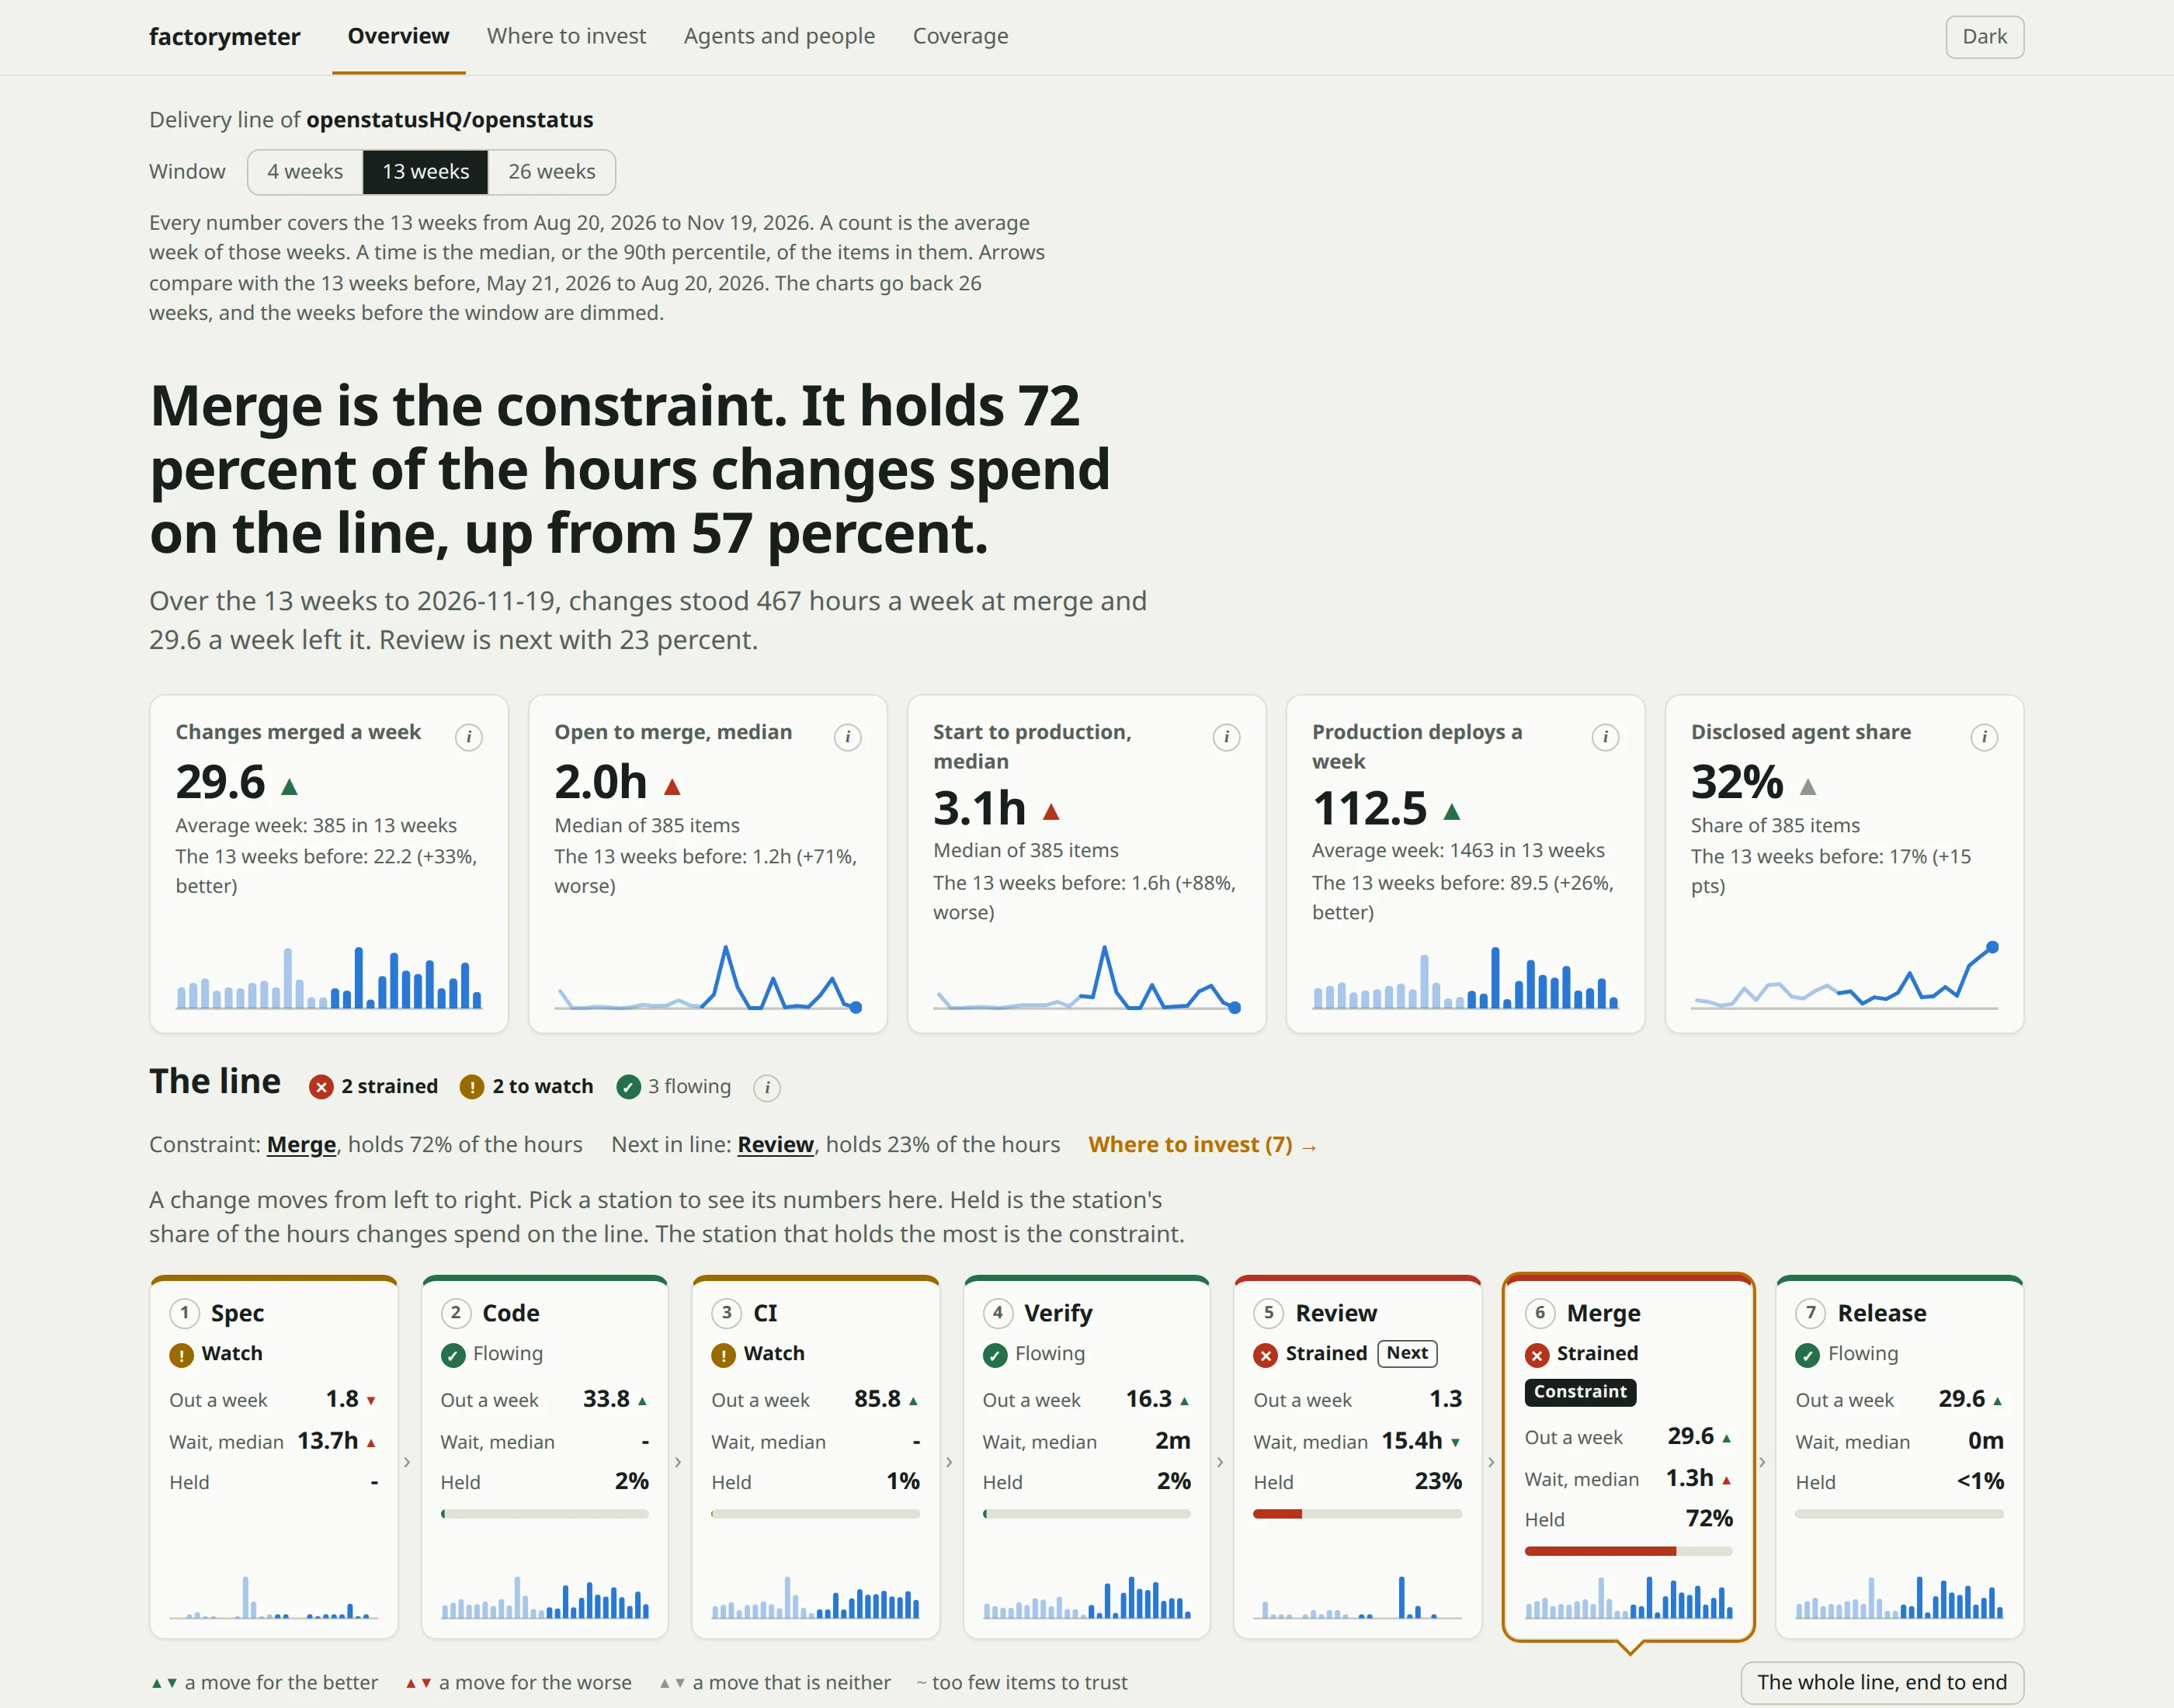 factorymeter Overview Where to invest Agents and people Coverage Dark
Delivery line of openstatusHQ/openstatus
Window 4 weeks 13 weeks 26 weeks
Every number covers the 13 weeks from Aug 20, 2026 to Nov 19, 2026. A count is the average
week of those weeks. A time is the median, or the 90th percentile, of the items in them. Arrows
compare with the 13 weeks before, May 21, 2026 to Aug 20, 2026. The charts go back 26
weeks, and the weeks before the window are dimmed.
Merge is the constraint. It holds 72
percent of the hours changes spend
on the line, up from 57 percent.
Over the 13 weeks to 2026-11-19, changes stood 467 hours a week at merge and
29.6 a week left it. Review is next with 23 percent.
Changes merged a week i
29.6 ▲
Average week: 385 in 13 weeks
The 13 weeks before: 22.2 (+33%,
better)
Open to merge, median i
2.0h ▲
Median of 385 items
The 13 weeks before: 1.2h (+71%,
worse)
Start to production, i
median
3.1h ▲
Median of 385 items
The 13 weeks before: 1.6h (+88%,
worse)
Production deploys a i
week
112.5 ▲
Average week: 1463 in 13 weeks
The 13 weeks before: 89.5 (+26%,
better)
Disclosed agent share i
32% ▲
Share of 385 items
The 13 weeks before: 17% (+15
pts)
The line ✕ 2 strained ! 2 to watch ✓ 3 flowing i
Constraint: Merge, holds 72% of the hours Next in line: Review, holds 23% of the hours Where to invest (7) →
A change moves from left to right. Pick a station to see its numbers here. Held is the station's
share of the hours changes spend on the line. The station that holds the most is the constraint.
1 Spec
! Watch
Out a week 1.8 ▼
Wait, median 13.7h ▲
Held -
›
2 Code
✓ Flowing
Out a week 33.8 ▲
Wait, median -
Held 2%
›
3 CI
! Watch
Out a week 85.8 ▲
Wait, median -
Held 1%
›
4 Verify
✓ Flowing
Out a week 16.3 ▲
Wait, median 2m
Held 2%
›
5 Review
✕ Strained Next
Out a week 1.3
Wait, median 15.4h ▼
Held 23%
›
6 Merge
✕ Strained
Constraint
Out a week 29.6 ▲
Wait, median 1.3h ▲
Held 72%
›
7 Release
✓ Flowing
Out a week 29.6 ▲
Wait, median 0m
Held <1%
▲▼ a move for the better ▲▼ a move for the worse ▲▼ a move that is neither ~ too few items to trust The whole line, end to end